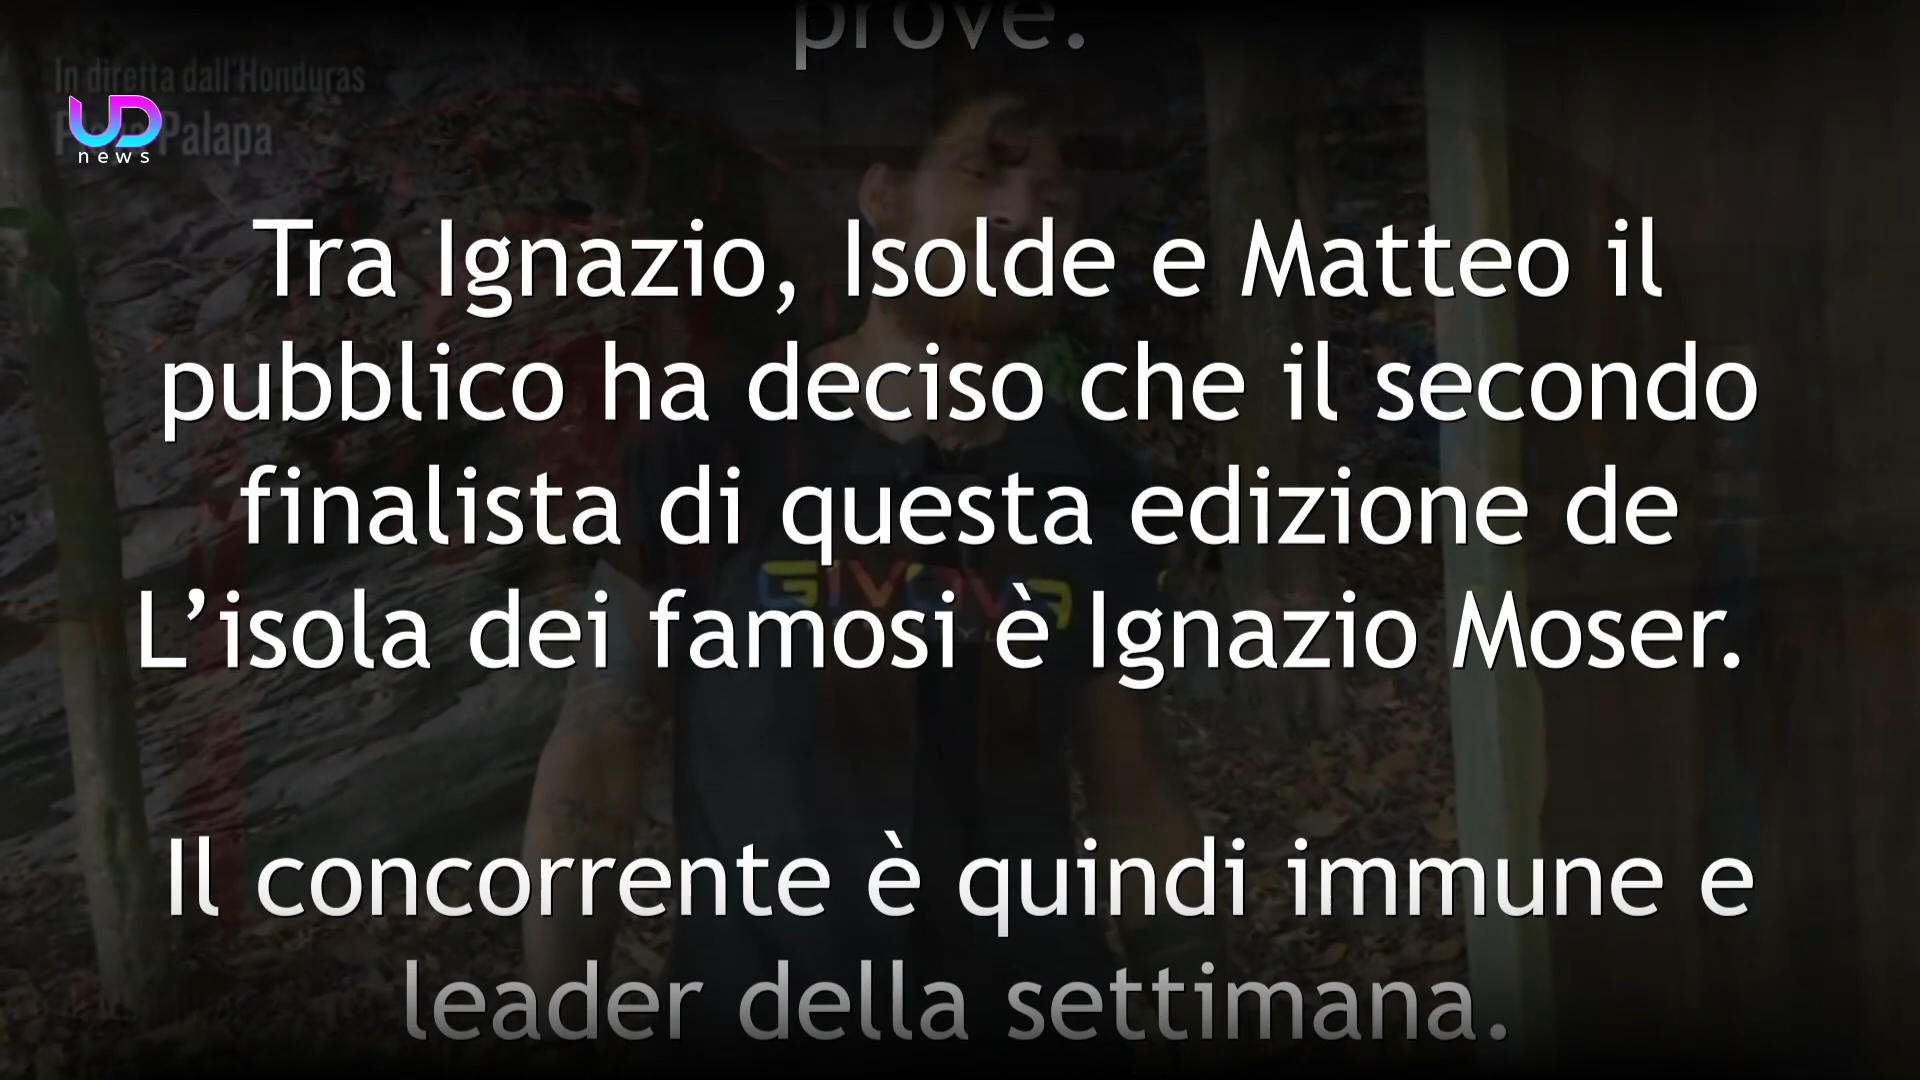 prove.
In diretta dall'Honduras
Palapa
UD
news
Tra Ignazio, Isolde e Matteo il
pubblico ha deciso che il secondo
finalista di questa edizione de
L’isola dei famosi è Ignazio Moser.
GIVOVA
Il concorrente è quindi immune e
leader della settimana.